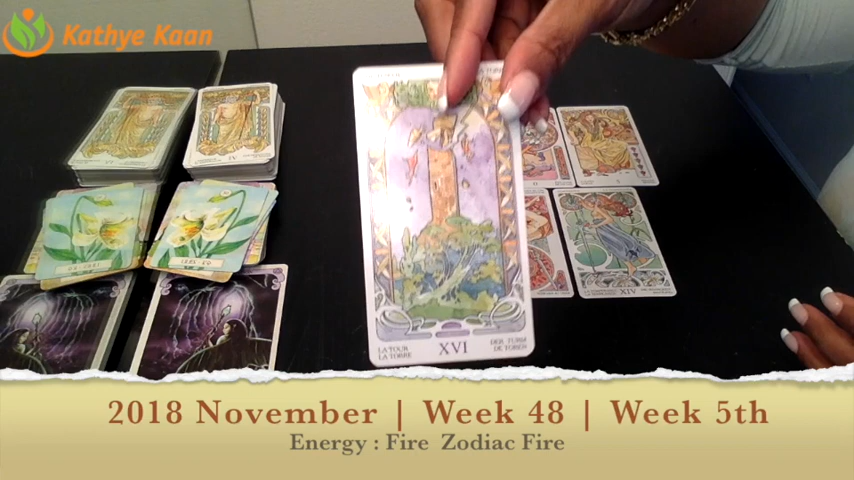 Kathye Kaan
LA TOUR
LA TORRE
XVI
DER TURM
DE TOREN
XIV
2018 November | Week 48 | Week 5th
Energy : Fire Zodiac Fire